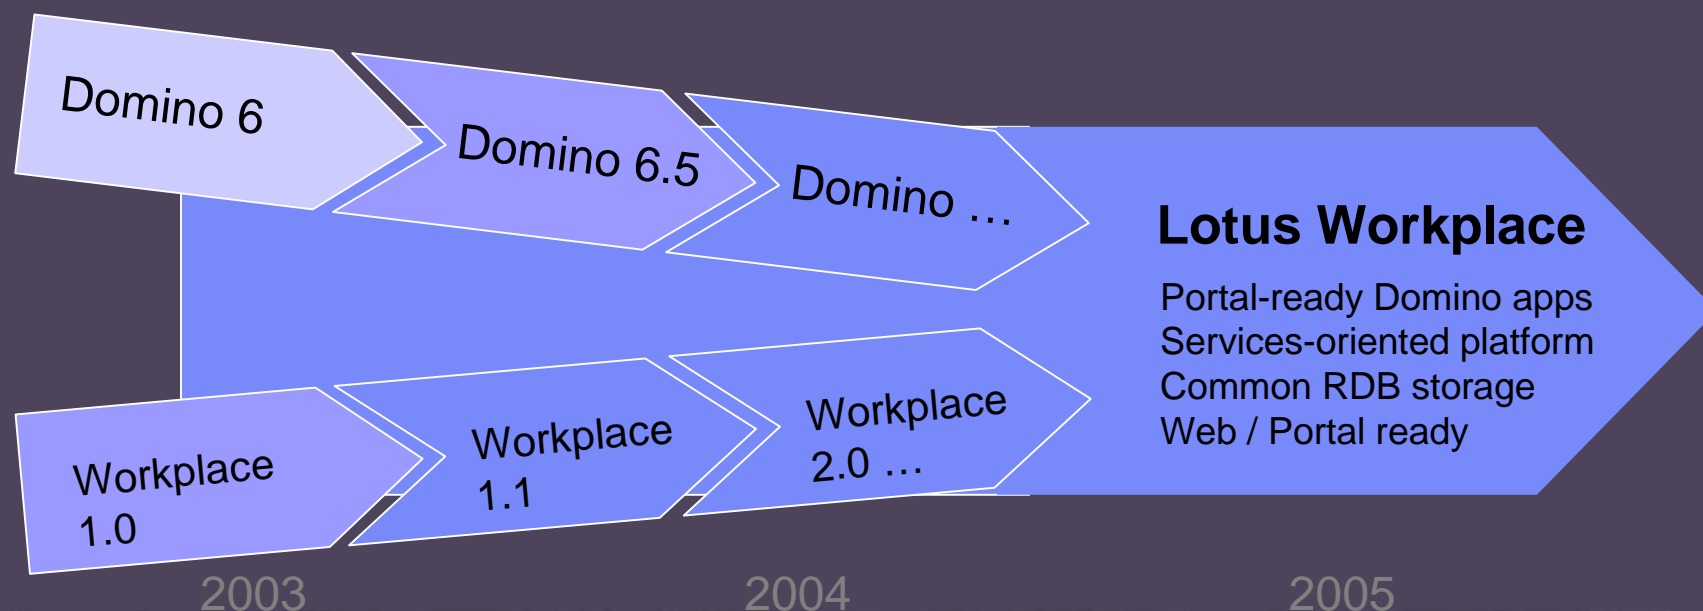 Domino 6
Domino 6.5
Domino …
Lotus Workplace
Portal-ready Domino apps
Services-oriented platform
Common RDB storage
Web / Portal ready
Workplace
1.0
Workplace
1.1
Workplace
2.0 …
2003
2004
2005